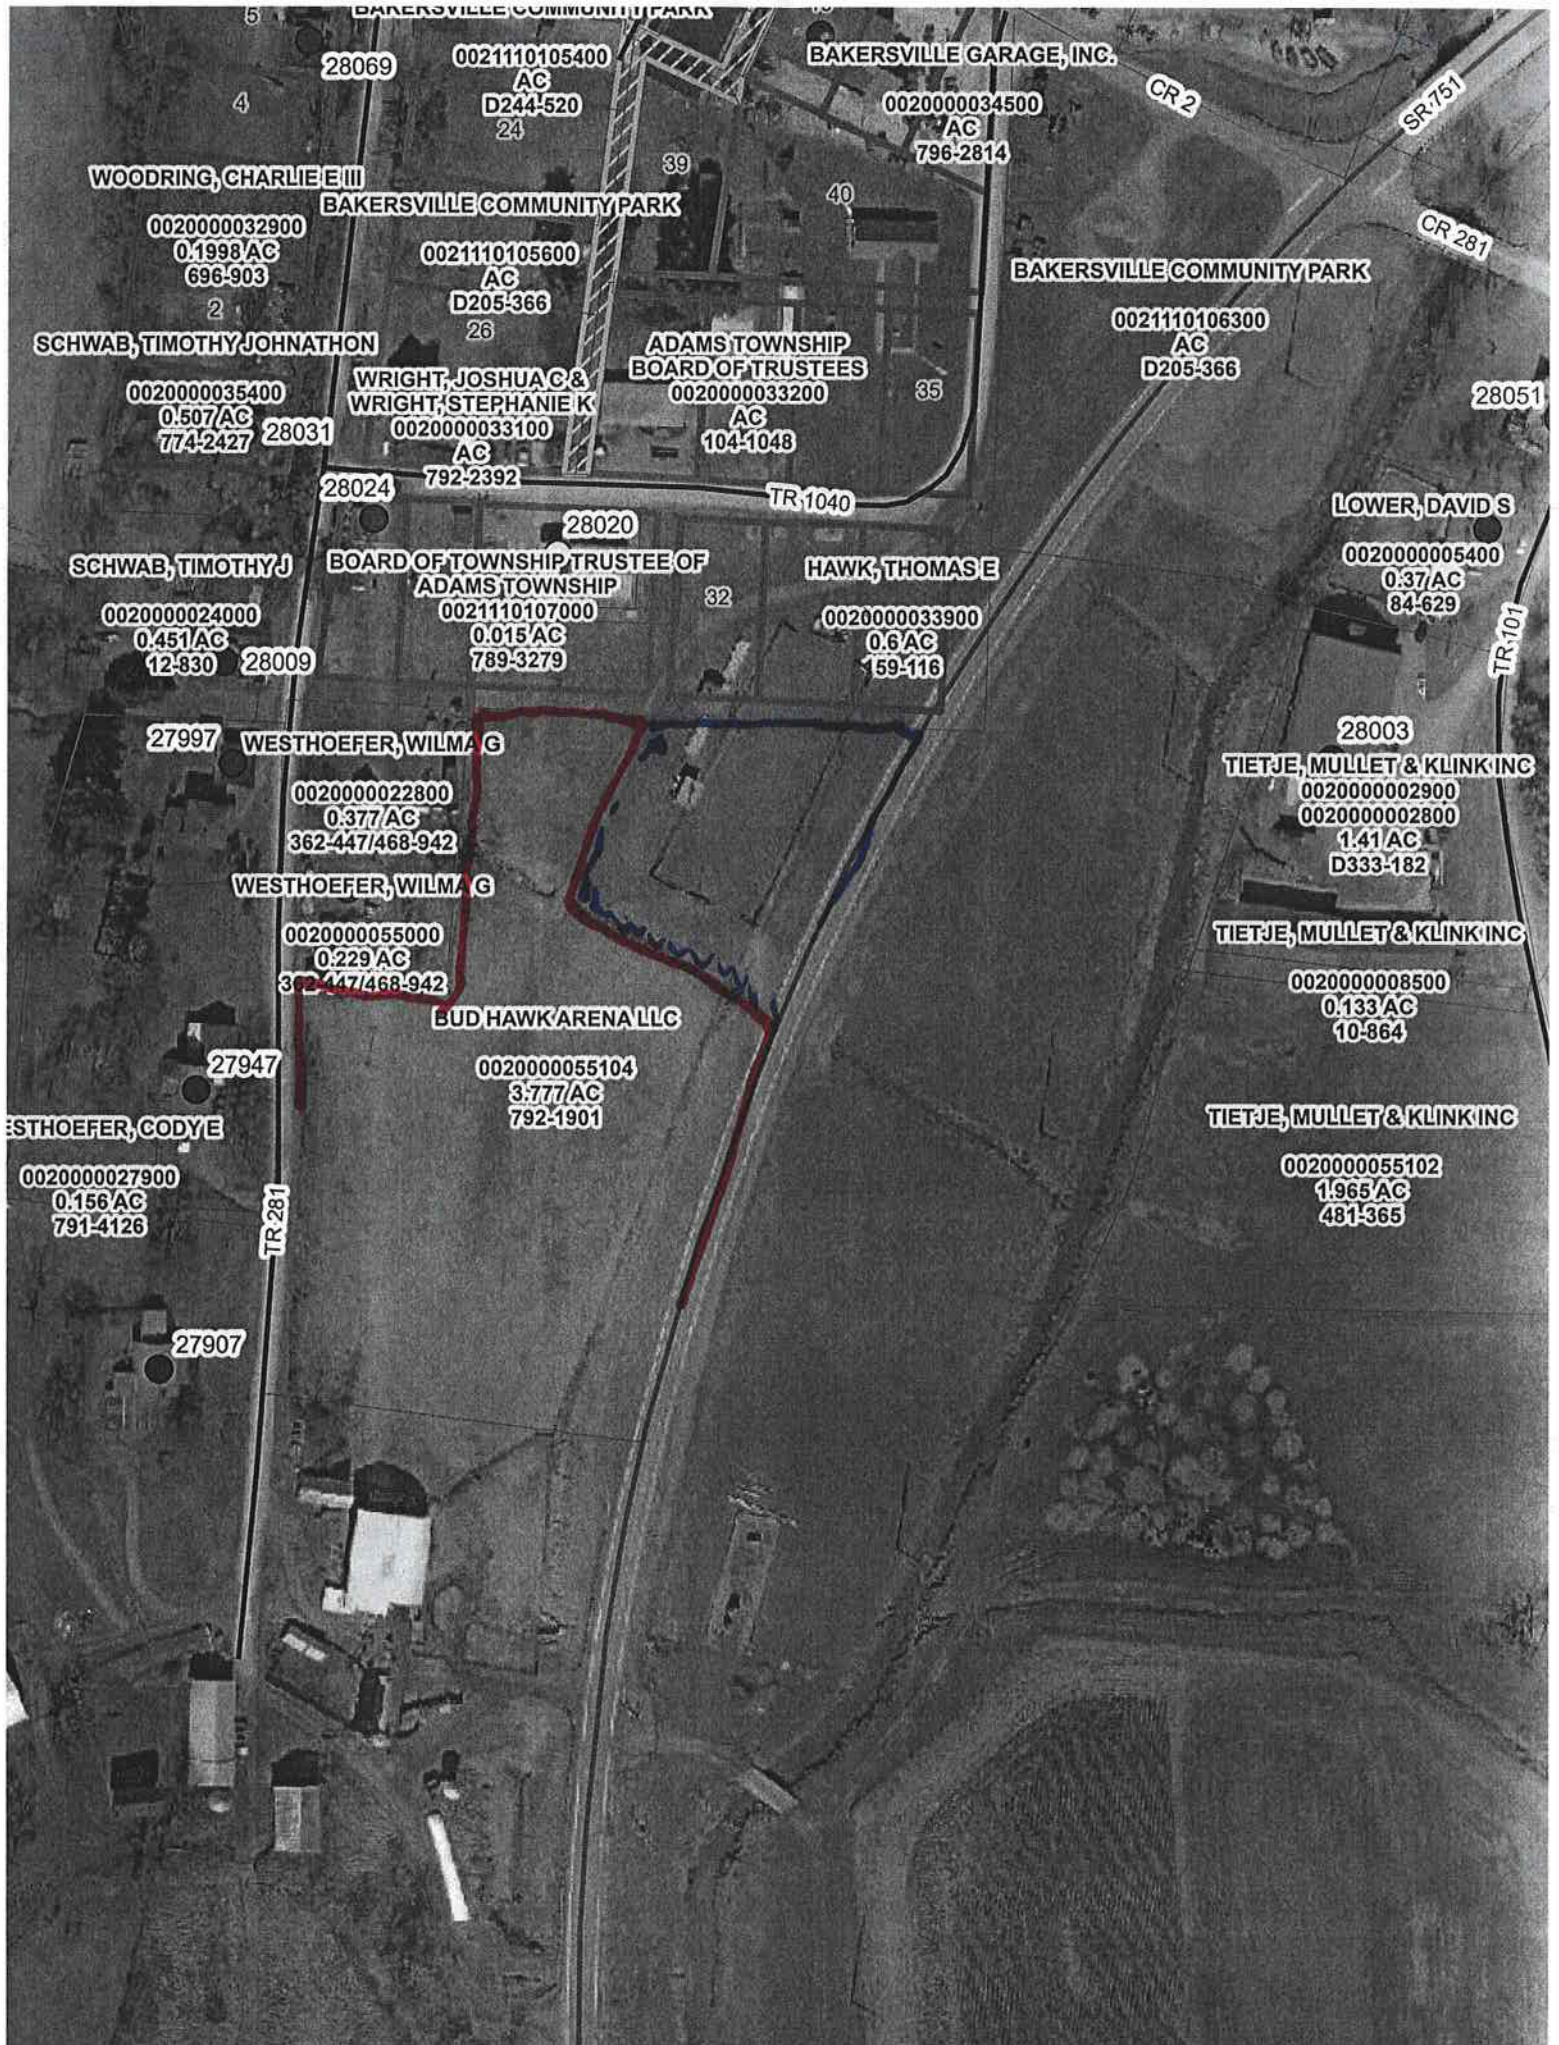 BAKERSVILLE COMMUNITY PARK
0021110105400
AC
D244-520
24
5
28069
4
BAKERSVILLE GARAGE, INC.
0020000034500
AC
796-2814
CR 2
SR 751
CR 281
39
40
35
WOODRING, CHARLIE E III
0020000032900
0.1998 AC
696-903
2
BAKERSVILLE COMMUNITY PARK
0021110105600
AC
D205-366
26
BAKERSVILLE COMMUNITY PARK
0021110106300
AC
D205-366
SCHWAB, TIMOTHY JOHNATHON
0020000035400
0.507 AC
774-2427
28031
WRIGHT, JOSHUA C &
WRIGHT, STEPHANIE K
0020000033100
AC
792-2392
ADAMS TOWNSHIP
BOARD OF TRUSTEES
0020000033200
AC
104-1048
28051
28024
TR 1040
28020
LOWER, DAVID S
0020000005400
0.37 AC
84-629
TR 101
SCHWAB, TIMOTHY J
0020000024000
0.451 AC
12-830
28009
BOARD OF TOWNSHIP TRUSTEE OF
ADAMS TOWNSHIP
0021110107000
0.015 AC
789-3279
32
HAWK, THOMAS E
0020000033900
0.6 AC
159-116
27997
WESTHOEFER, WILMA G
0020000022800
0.377 AC
362-447/468-942
28003
TIETJE, MULLET & KLINK INC
0020000002900
0020000002800
1.41 AC
D333-182
WESTHOEFER, WILMA G
0020000055000
0.229 AC
362-447/468-942
TIETJE, MULLET & KLINK INC
0020000008500
0.133 AC
10-864
BUD HAWK ARENA LLC
0020000055104
3.777 AC
792-1901
27947
ESTHOEFER, CODY E
0020000027900
0.156 AC
791-4126
TR 281
TIETJE, MULLET & KLINK INC
0020000055102
1.965 AC
481-365
27907